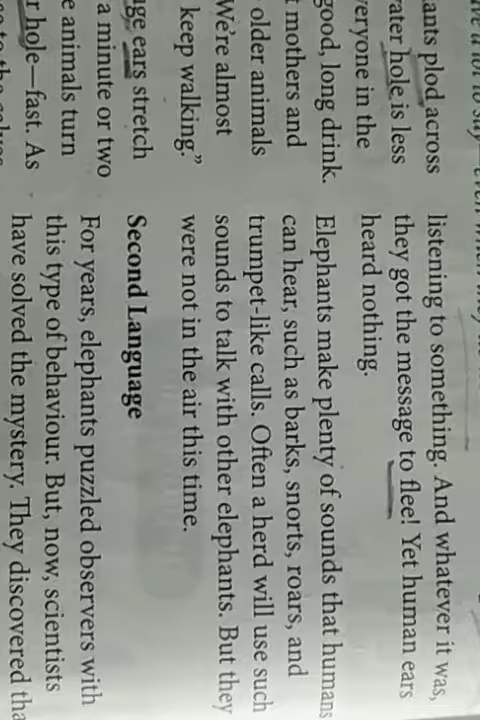 ants plod across
ater hole is less
eryone in the
good, long drink.
t mothers and
older animals
We're almost
keep walking.”
ge ears stretch
a minute or two
e animals turn
r hole—fast. As
listening to something. And whatever it was,
they got the message to flee! Yet human ears
heard nothing.
Elephants make plenty of sounds that humans
can hear, such as barks, snorts, roars, and
trumpet-like calls. Often a herd will use such
sounds to talk with other elephants. But they
were not in the air this time.
Second Language
For years, elephants puzzled observers with
this type of behaviour. But, now, scientists
have solved the mystery. They discovered tha